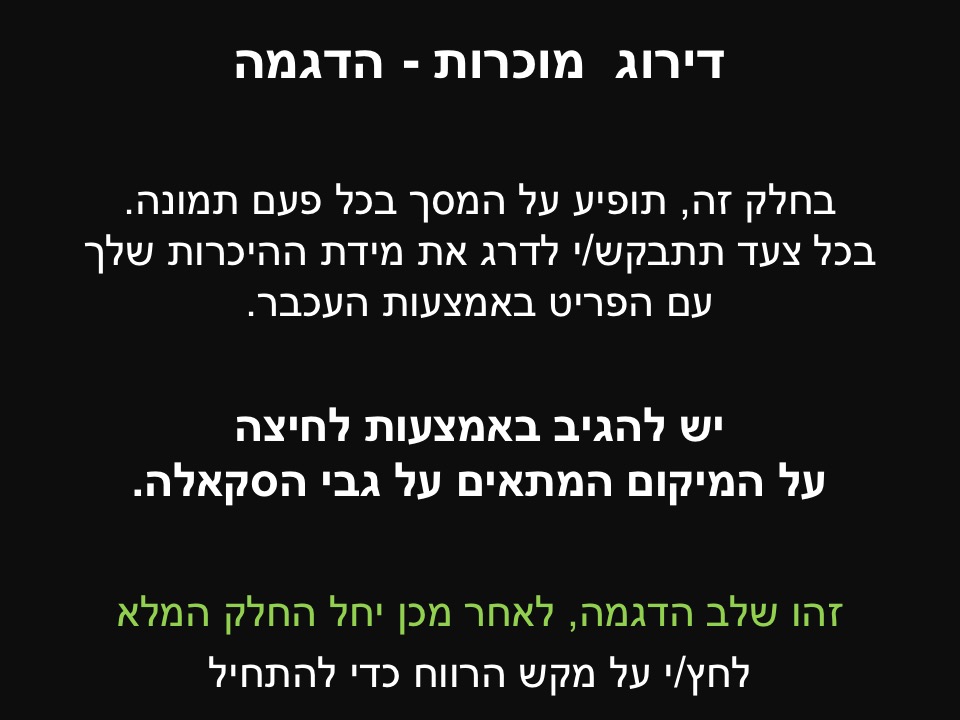 דירוג  מוכרות - הדגמה
בחלק זה, תופיע על המסך בכל פעם תמונה.
בכל צעד תתבקש/י לדרג את מידת ההיכרות שלך
עם הפריט באמצעות העכבר.
יש להגיב באמצעות לחיצה
על המיקום המתאים על גבי הסקאלה.
זהו שלב הדגמה, לאחר מכן יחל החלק המלא
לחץ/י על מקש הרווח כדי להתחיל